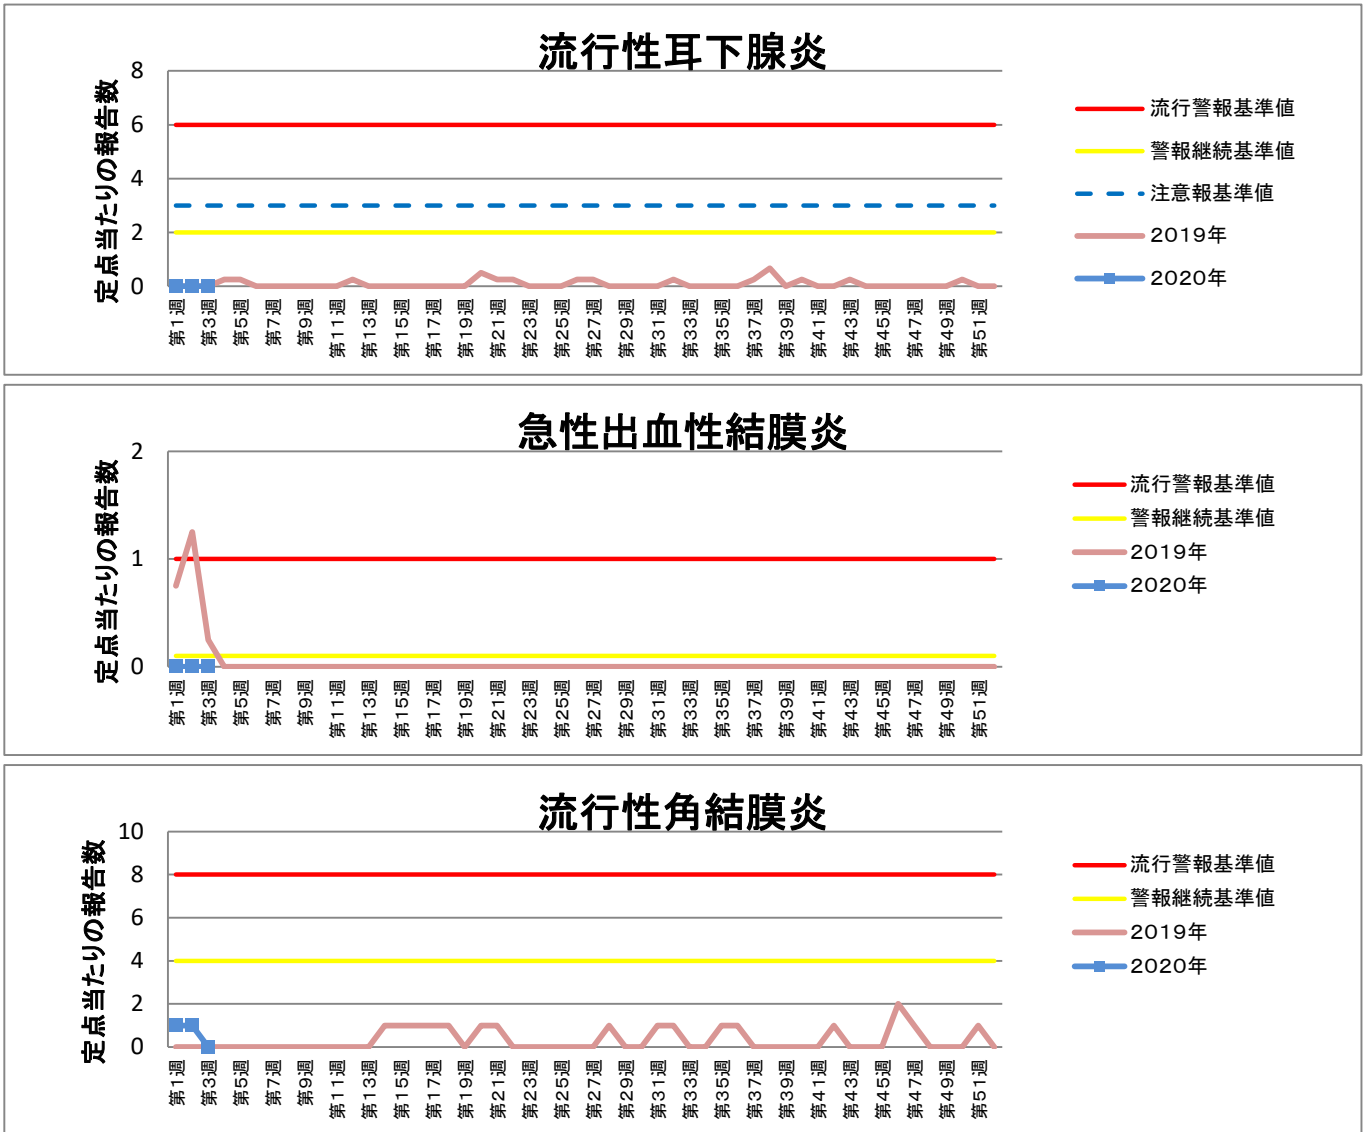 流行性耳下腺炎
定点当たりの報告数
8
6
4
2
0
第1週
第3週
第5週
第7週
第9週
第11週
第13週
第15週
第17週
第19週
第21週
第23週
第25週
第27週
第29週
第31週
第33週
第35週
第37週
第39週
第41週
第43週
第45週
第47週
第49週
第51週
流行警報基準値
警報継続基準値
注意報基準値
2019年
2020年
急性出血性結膜炎
定点当たりの報告数
2
1
0
第1週
第3週
第5週
第7週
第9週
第11週
第13週
第15週
第17週
第19週
第21週
第23週
第25週
第27週
第29週
第31週
第33週
第35週
第37週
第39週
第41週
第43週
第45週
第47週
第49週
第51週
流行警報基準値
警報継続基準値
2019年
2020年
流行性角結膜炎
定点当たりの報告数
10
8
6
4
2
0
第1週
第3週
第5週
第7週
第9週
第11週
第13週
第15週
第17週
第19週
第21週
第23週
第25週
第27週
第29週
第31週
第33週
第35週
第37週
第39週
第41週
第43週
第45週
第47週
第49週
第51週
流行警報基準値
警報継続基準値
2019年
2020年